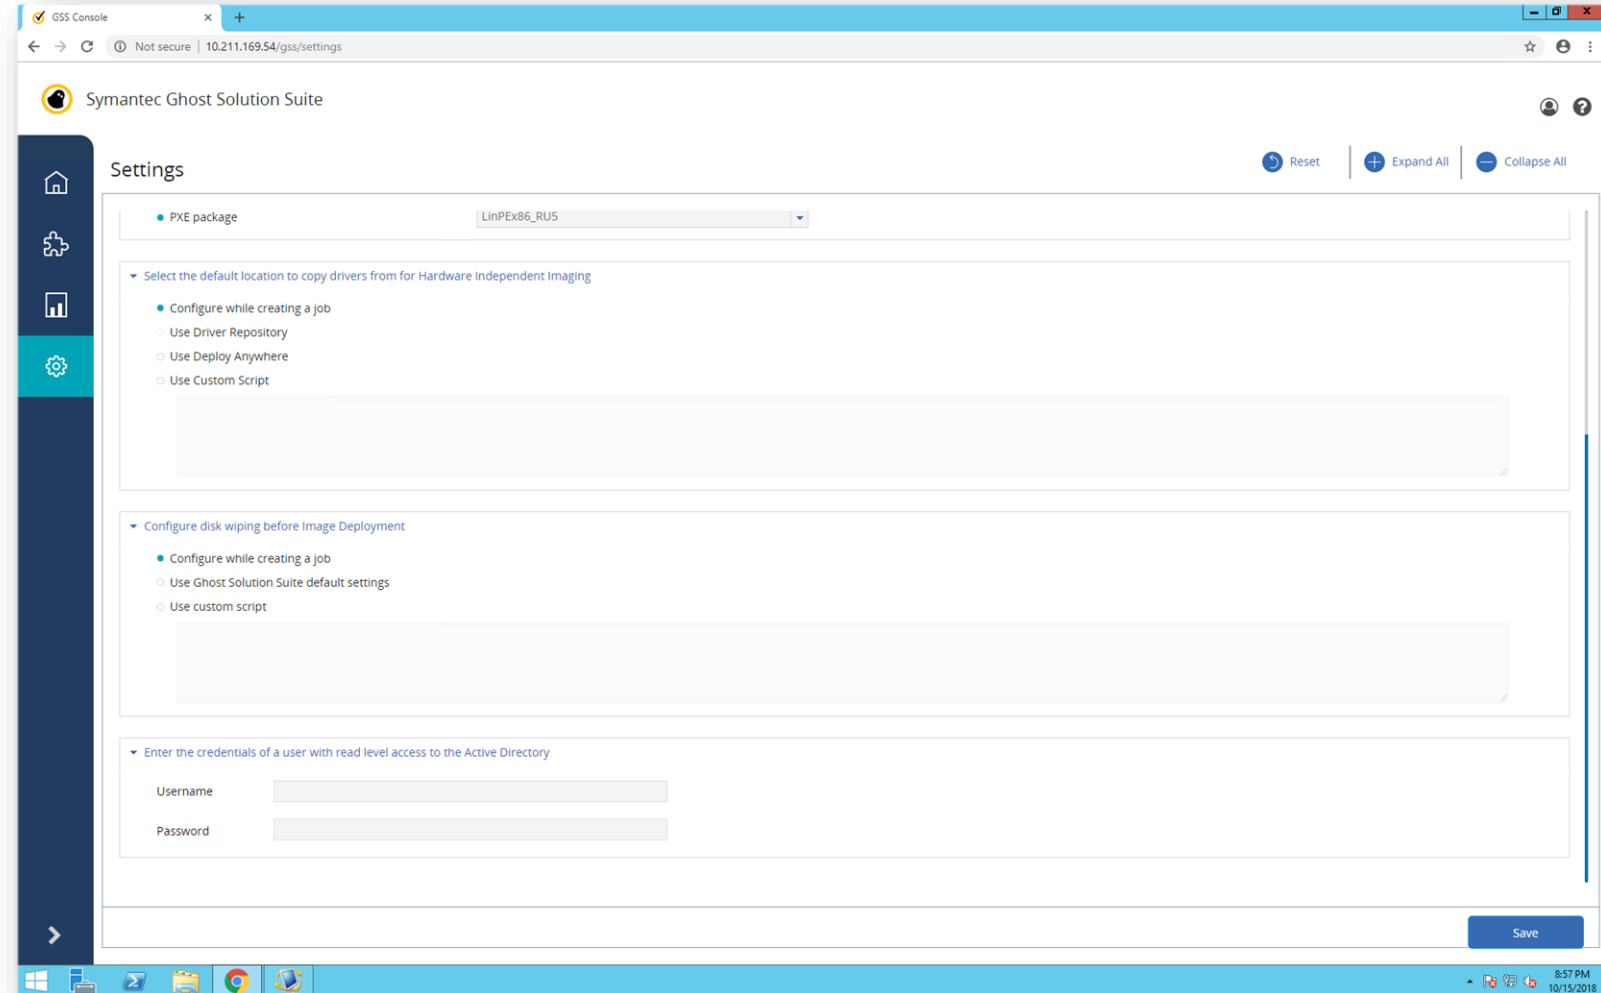 GSS Console
Not secure | 10.211.169.54/gss/settings
Symantec Ghost Solution Suite
Settings
Reset
Expand All
Collapse All
PXE package
LinPEx86_RU5
Select the default location to copy drivers from for Hardware Independent Imaging
Configure while creating a job
Use Driver Repository
Use Deploy Anywhere
Use Custom Script
Configure disk wiping before Image Deployment
Configure while creating a job
Use Ghost Solution Suite default settings
Use custom script
Enter the credentials of a user with read level access to the Active Directory
Username
Password
Save
8:57 PM
10/15/2018